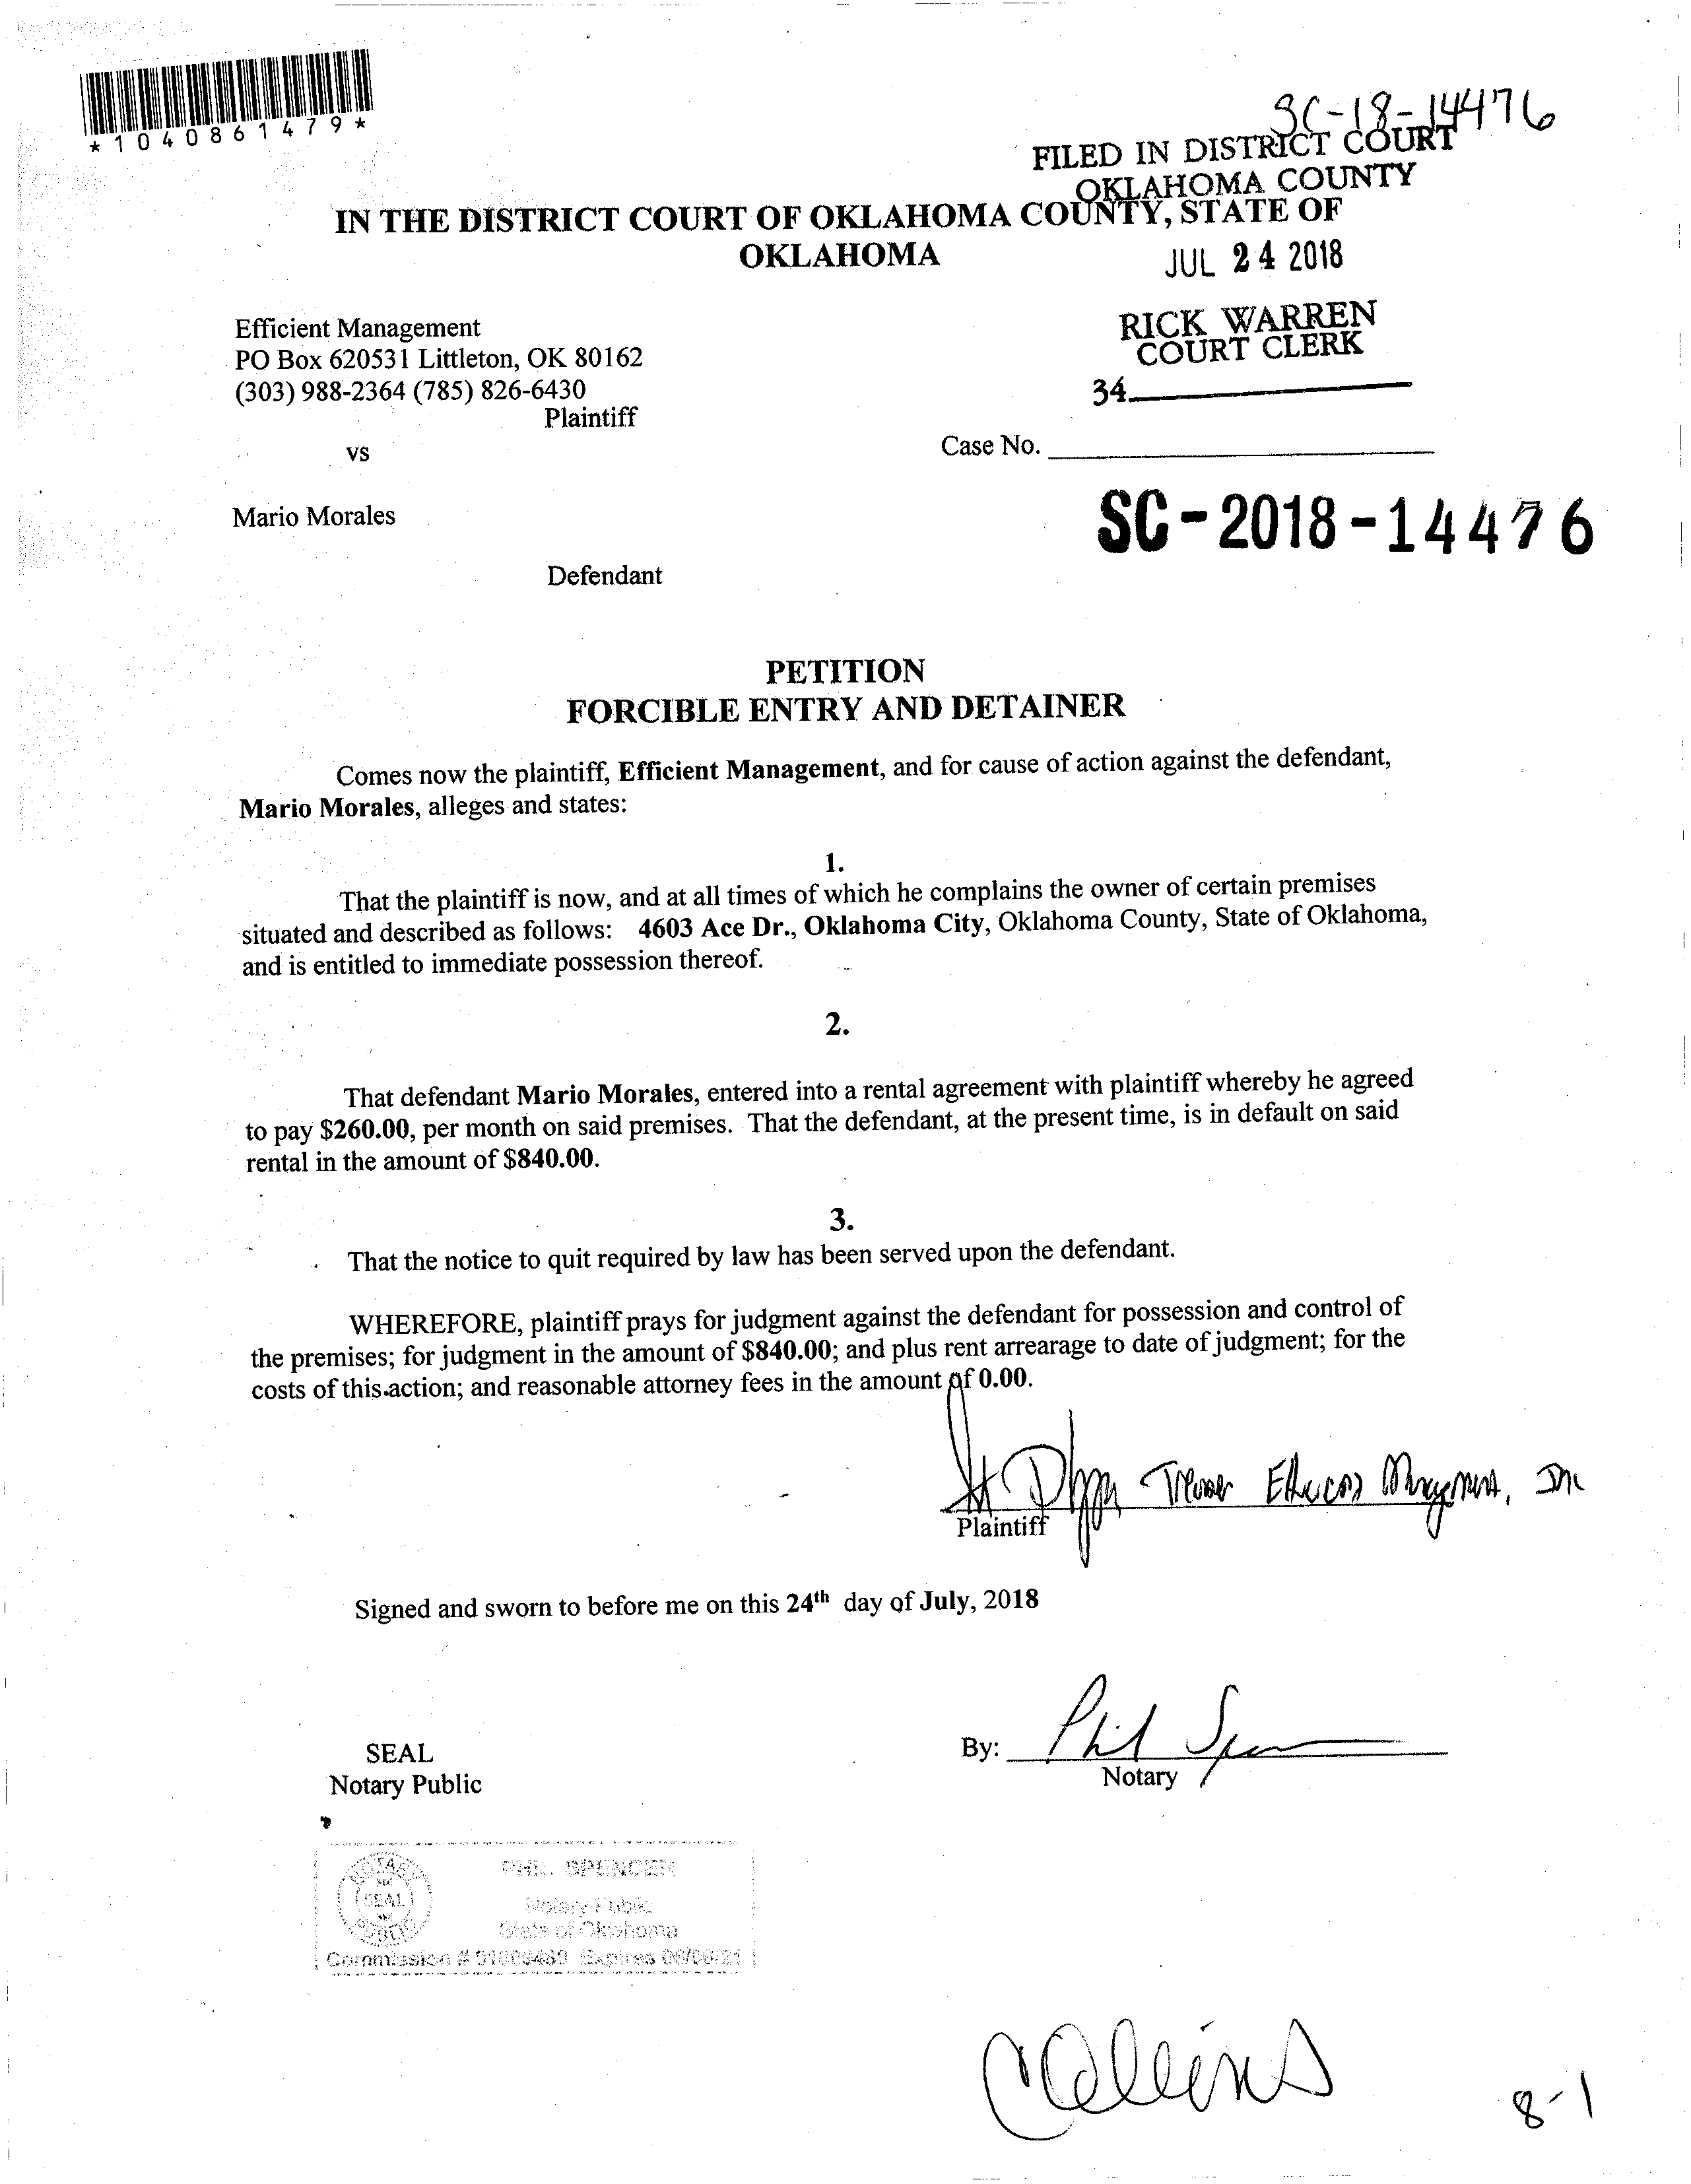 *1040861479*
SC-18-14476
FILED IN DISTRICT COURT
OKLAHOMA COUNTY
IN THE DISTRICT COURT OF OKLAHOMA COUNTY, STATE OF
OKLAHOMA
JUL 24 2018
Efficient Management
PO Box 620531 Littleton, OK 80162
(303) 988-2364 (785) 826-6430
Plaintiff
RICK WARREN
COURT CLERK
34
vs
Case No.
Mario Morales
SC-2018-14476
Defendant
PETITION
FORCIBLE ENTRY AND DETAINER
Comes now the plaintiff, Efficient Management, and for cause of action against the defendant,
Mario Morales, alleges and states:
1.
That the plaintiff is now, and at all times of which he complains the owner of certain premises
situated and described as follows: 4603 Ace Dr., Oklahoma City, Oklahoma County, State of Oklahoma,
and is entitled to immediate possession thereof.
2.
That defendant Mario Morales, entered into a rental agreement with plaintiff whereby he agreed
to pay $260.00, per month on said premises. That the defendant, at the present time, is in default on said
rental in the amount of $840.00.
3.
That the notice to quit required by law has been served upon the defendant.
WHEREFORE, plaintiff prays for judgment against the defendant for possession and control of
the premises; for judgment in the amount of $840.00; and plus rent arrearage to date of judgment; for the
costs of this action; and reasonable attorney fees in the amount of 0.00.
Inc
Plaintiff
Signed and sworn to before me on this 24th day of July, 2018
SEAL
Notary Public
By: Phil Spencer
Notary
NOTARY
SEAL
PUBLIC
PHIL SPENCER
Notary Public
State of Oklahoma
Commission # Expires
Collins
8-1